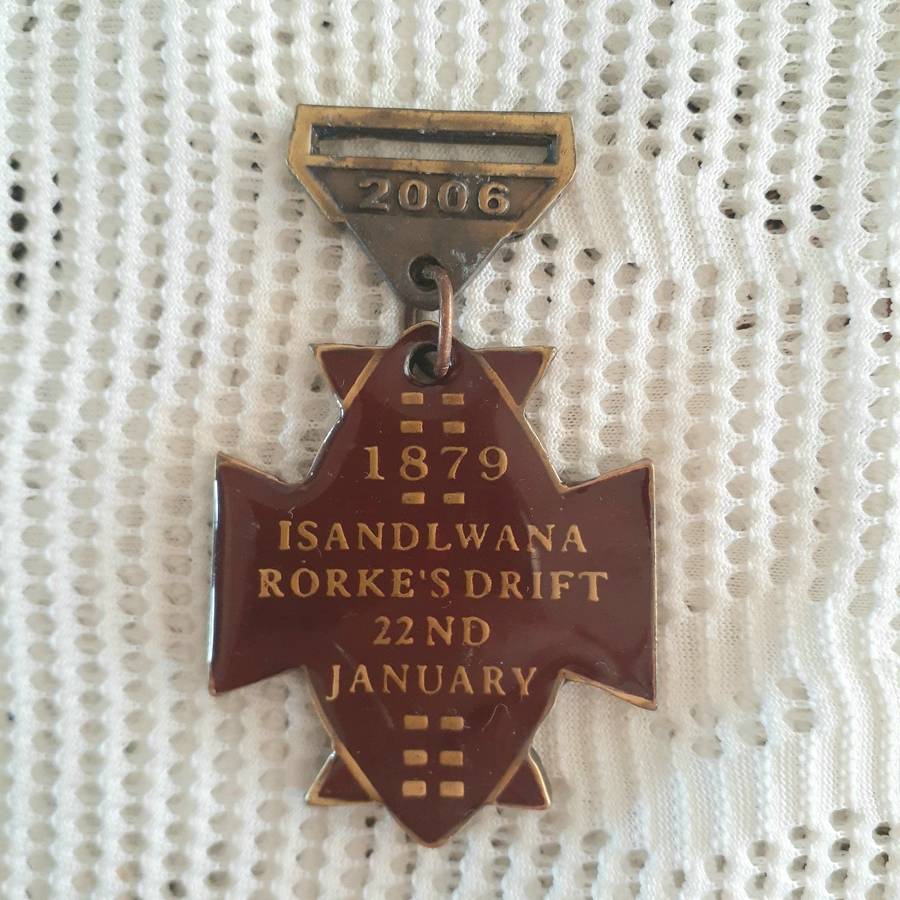 2006
1879
ISANDLWANA
RORKE'S DRIFT
22ND
JANUARY